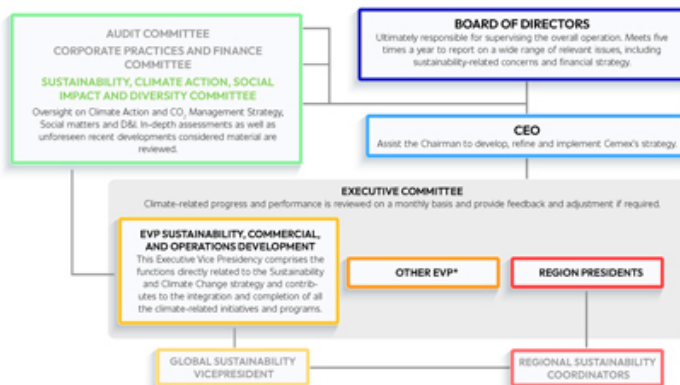 AUDIT COMMITTEE
CORPORATE PRACTICES AND FINANCE
COMMITTEE
SUSTAINABILITY, CLIMATE ACTION, SOCIAL
IMPACT AND DIVERSITY COMMITTEE
Oversight on Climate Action and CO₂ Management Strategy,
Social matters and D&I. In-depth assessments as well as
unforeseen recent developments considered material are
reviewed.
BOARD OF DIRECTORS
Ultimately responsible for supervising the overall operation. Meets five
times a year to report on a wide range of relevant issues, including
sustainability-related concerns and financial strategy.
CEO
Assist the Chairman to develop, refine and implement Cemex's strategy.
EXECUTIVE COMMITTEE
Climate-related progress and performance is reviewed on a monthly basis and provide feedback and adjustment if required.
EVP SUSTAINABILITY, COMMERCIAL,
AND OPERATIONS DEVELOPMENT
This Executive Vice Presidency comprises the
functions directly related to the Sustainability
and Climate Change strategy and contrib-
utes to the integration and completion of all
the climate-related initiatives and programs.
OTHER EVP*
REGION PRESIDENTS
GLOBAL SUSTAINABILITY
VICEPRESIDENT
REGIONAL SUSTAINABILITY
COORDINATORS